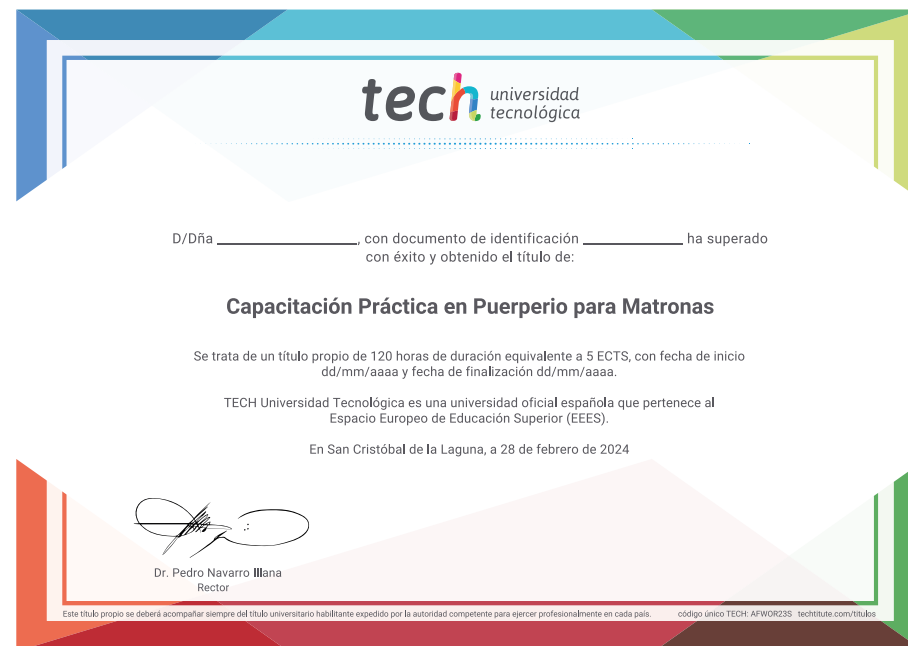 tech universidad
tecnológica
D/Dña ________________, con documento de identificación ____________ ha superado
con éxito y obtenido el título de:
Capacitación Práctica en Puerperio para Matronas
Se trata de un título propio de 120 horas de duración equivalente a 5 ECTS, con fecha de inicio
dd/mm/aaaa y fecha de finalización dd/mm/aaaa.
TECH Universidad Tecnológica es una universidad oficial española que pertenece al
Espacio Europeo de Educación Superior (EEES).
En San Cristóbal de la Laguna, a 28 de febrero de 2024
Dr. Pedro Navarro Illana
Rector
Este título propio se deberá acompañar siempre del título universitario habilitante expedido por la autoridad competente para ejercer profesionalmente en cada país. código único TECH: AFWOR23S techtitute.com/titulos